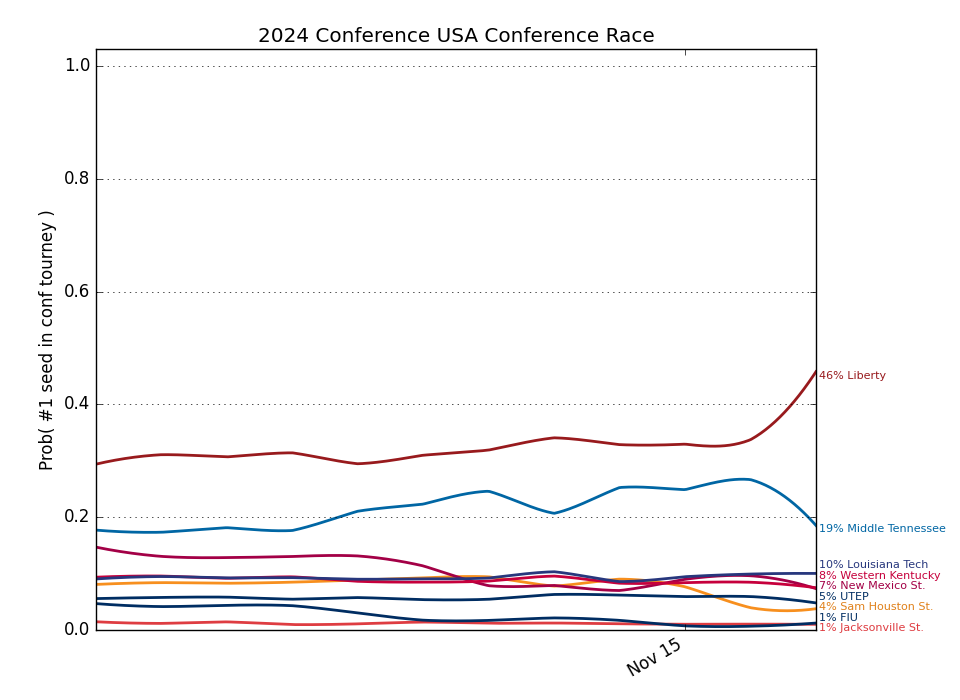 2024 Conference USA Conference Race
Prob( #1 seed in conf tourney )
1.0
0.8
0.6
0.4
0.2
0.0
Nov 15
46% Liberty
19% Middle Tennessee
10% Louisiana Tech
8% Western Kentucky
7% New Mexico St.
5% UTEP
4% Sam Houston St.
1% FIU
1% Jacksonville St.